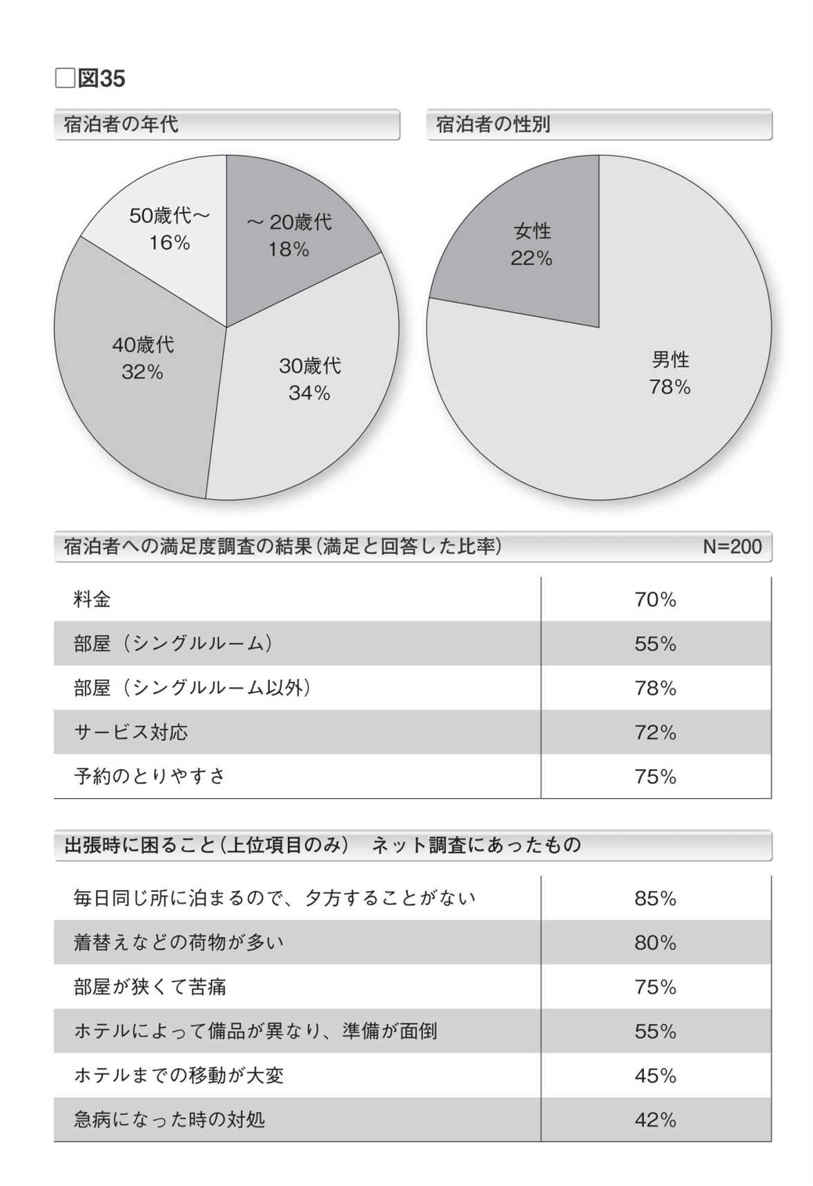 □図35
宿泊者の年代
宿泊者の性別
50歳代～
16%
～20歳代
18%
40歳代
32%
30歳代
34%
女性
22%
男性
78%
宿泊者への満足度調査の結果（満足と回答した比率） N=200
料金 70%
部屋（シングルルーム） 55%
部屋（シングルルーム以外） 78%
サービス対応 72%
予約のとりやすさ 75%
出張時に困ること（上位項目のみ） ネット調査にあったもの
毎日同じ所に泊まるので、夕方することがない 85%
着替えなどの荷物が多い 80%
部屋が狭くて苦痛 75%
ホテルによって備品が異なり、準備が面倒 55%
ホテルまでの移動が大変 45%
急病になった時の対処 42%